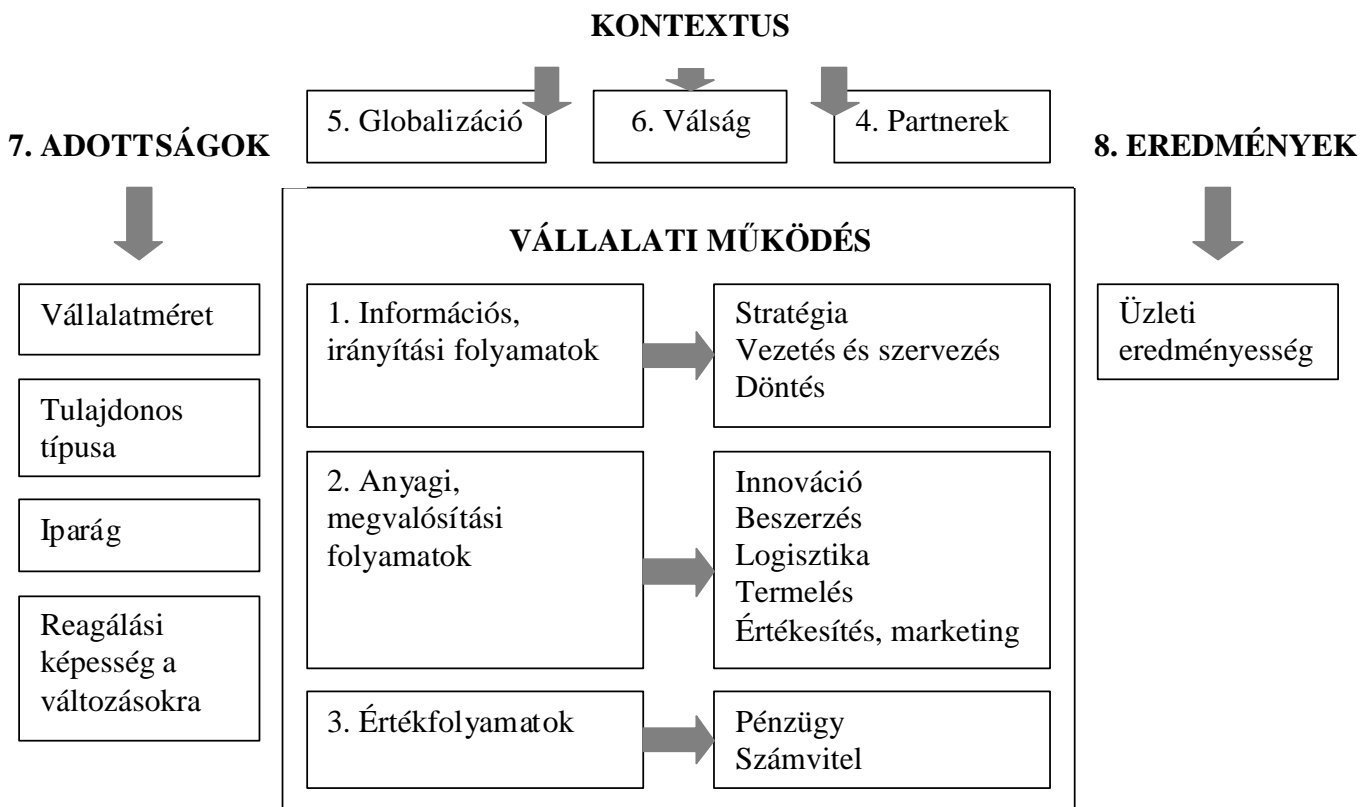 KONTEXTUS
5. Globalizáció
6. Válság
4. Partnerek
7. ADOTTSÁGOK
8. EREDMÉNYEK
VÁLLALATI MŰKÖDÉS
Vállalatméret
Tulajdonos
típusa
Iparág
Reagálási
képesség a
változásokra
1. Információs,
irányítási folyamatok
Stratégia
Vezetés és szervezés
Döntés
2. Anyagi,
megvalósítási
folyamatok
Innováció
Beszerzés
Logisztika
Termelés
Értékesítés, marketing
3. Értékfolyamatok
Pénzügy
Számvitel
Üzleti
eredményesség